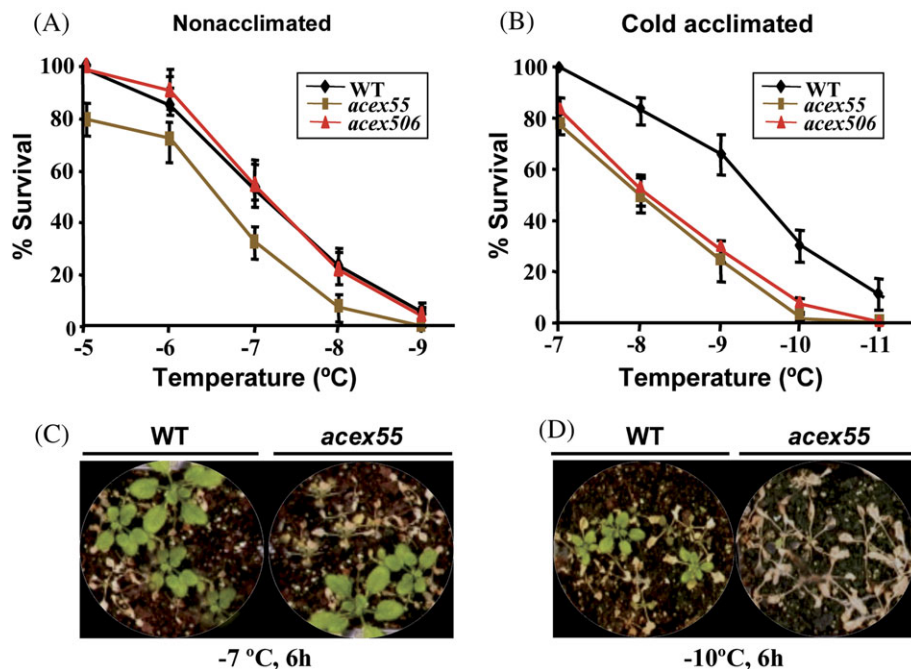 (A)
Nonacclimated
% Survival
100
80
60
40
20
0
WT
acex55
acex506
-5
-6
-7
-8
-9
Temperature (ºC)
(B)
Cold acclimated
% Survival
100
80
60
40
20
0
WT
acex55
acex506
-7
-8
-9
-10
-11
Temperature (ºC)
(C)
WT
acex55
-7 ºC, 6h
(D)
WT
acex55
-10ºC, 6h